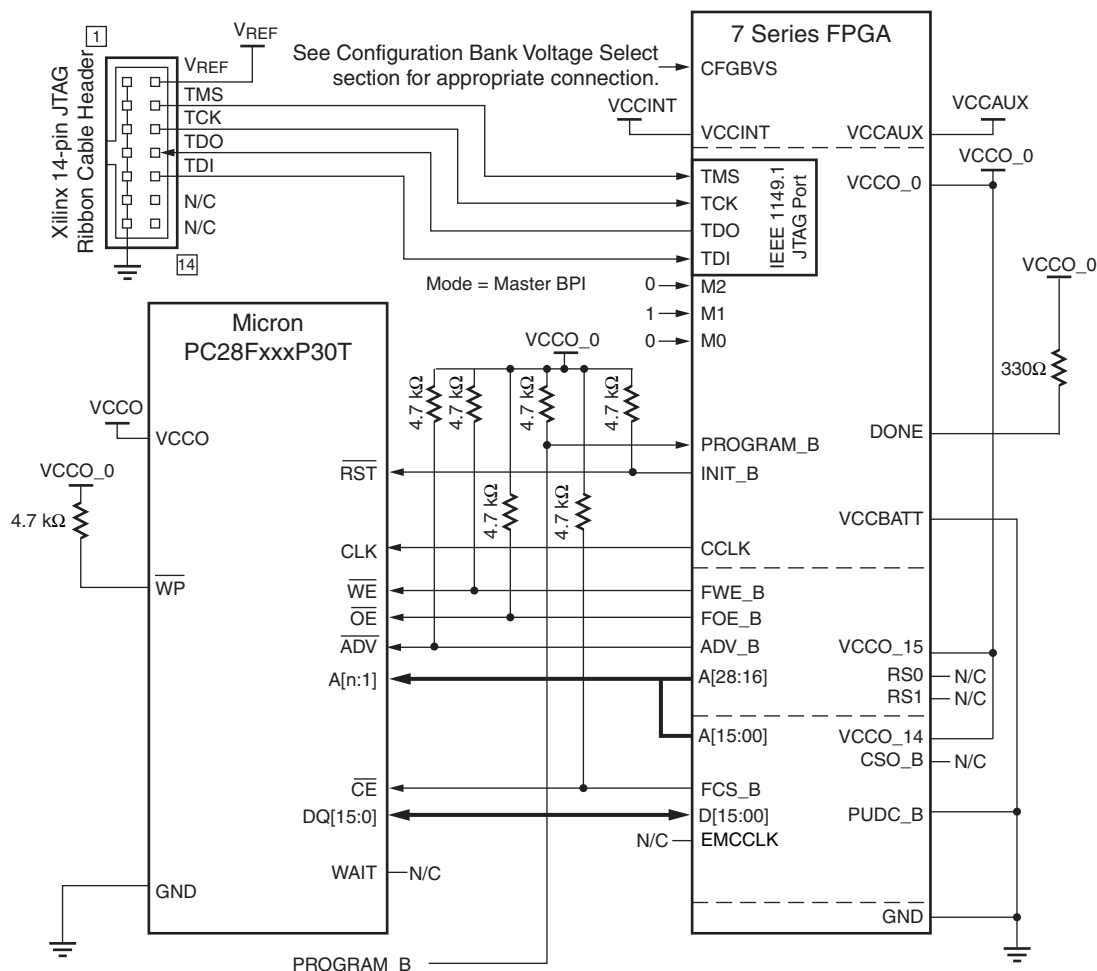 1
VREF
Xilinx 14-pin JTAG
Ribbon Cable Header
VREF
TMS
TCK
TDO
TDI
N/C
N/C
14
See Configuration Bank Voltage Select
section for appropriate connection.
7 Series FPGA
CFGBVS
VCCINT
VCCINT
VCCAUX
VCCAUX
VCCO_0
VCCO_0
TMS
TCK
TDO
TDI
IEEE 1149.1
JTAG Port
Mode = Master BPI
0
M2
1
M1
0
M0
VCCO_0
330Ω
DONE
Micron
PC28FxxxP30T
VCCO_0
4.7 kΩ
4.7 kΩ
4.7 kΩ
4.7 kΩ
4.7 kΩ
4.7 kΩ
VCCO
VCCO
VCCO_0
4.7 kΩ
WP
RST
PROGRAM_B
INIT_B
VCCBATT
CLK
CCLK
WE
FWE_B
OE
FOE_B
ADV
ADV_B
VCCO_15
A[n:1]
A[28:16]
RS0
N/C
RS1
N/C
A[15:00]
VCCO_14
CSO_B
N/C
CE
FCS_B
DQ[15:0]
D[15:00]
PUDC_B
N/C
EMCCLK
WAIT
N/C
GND
GND
PROGRAM_B